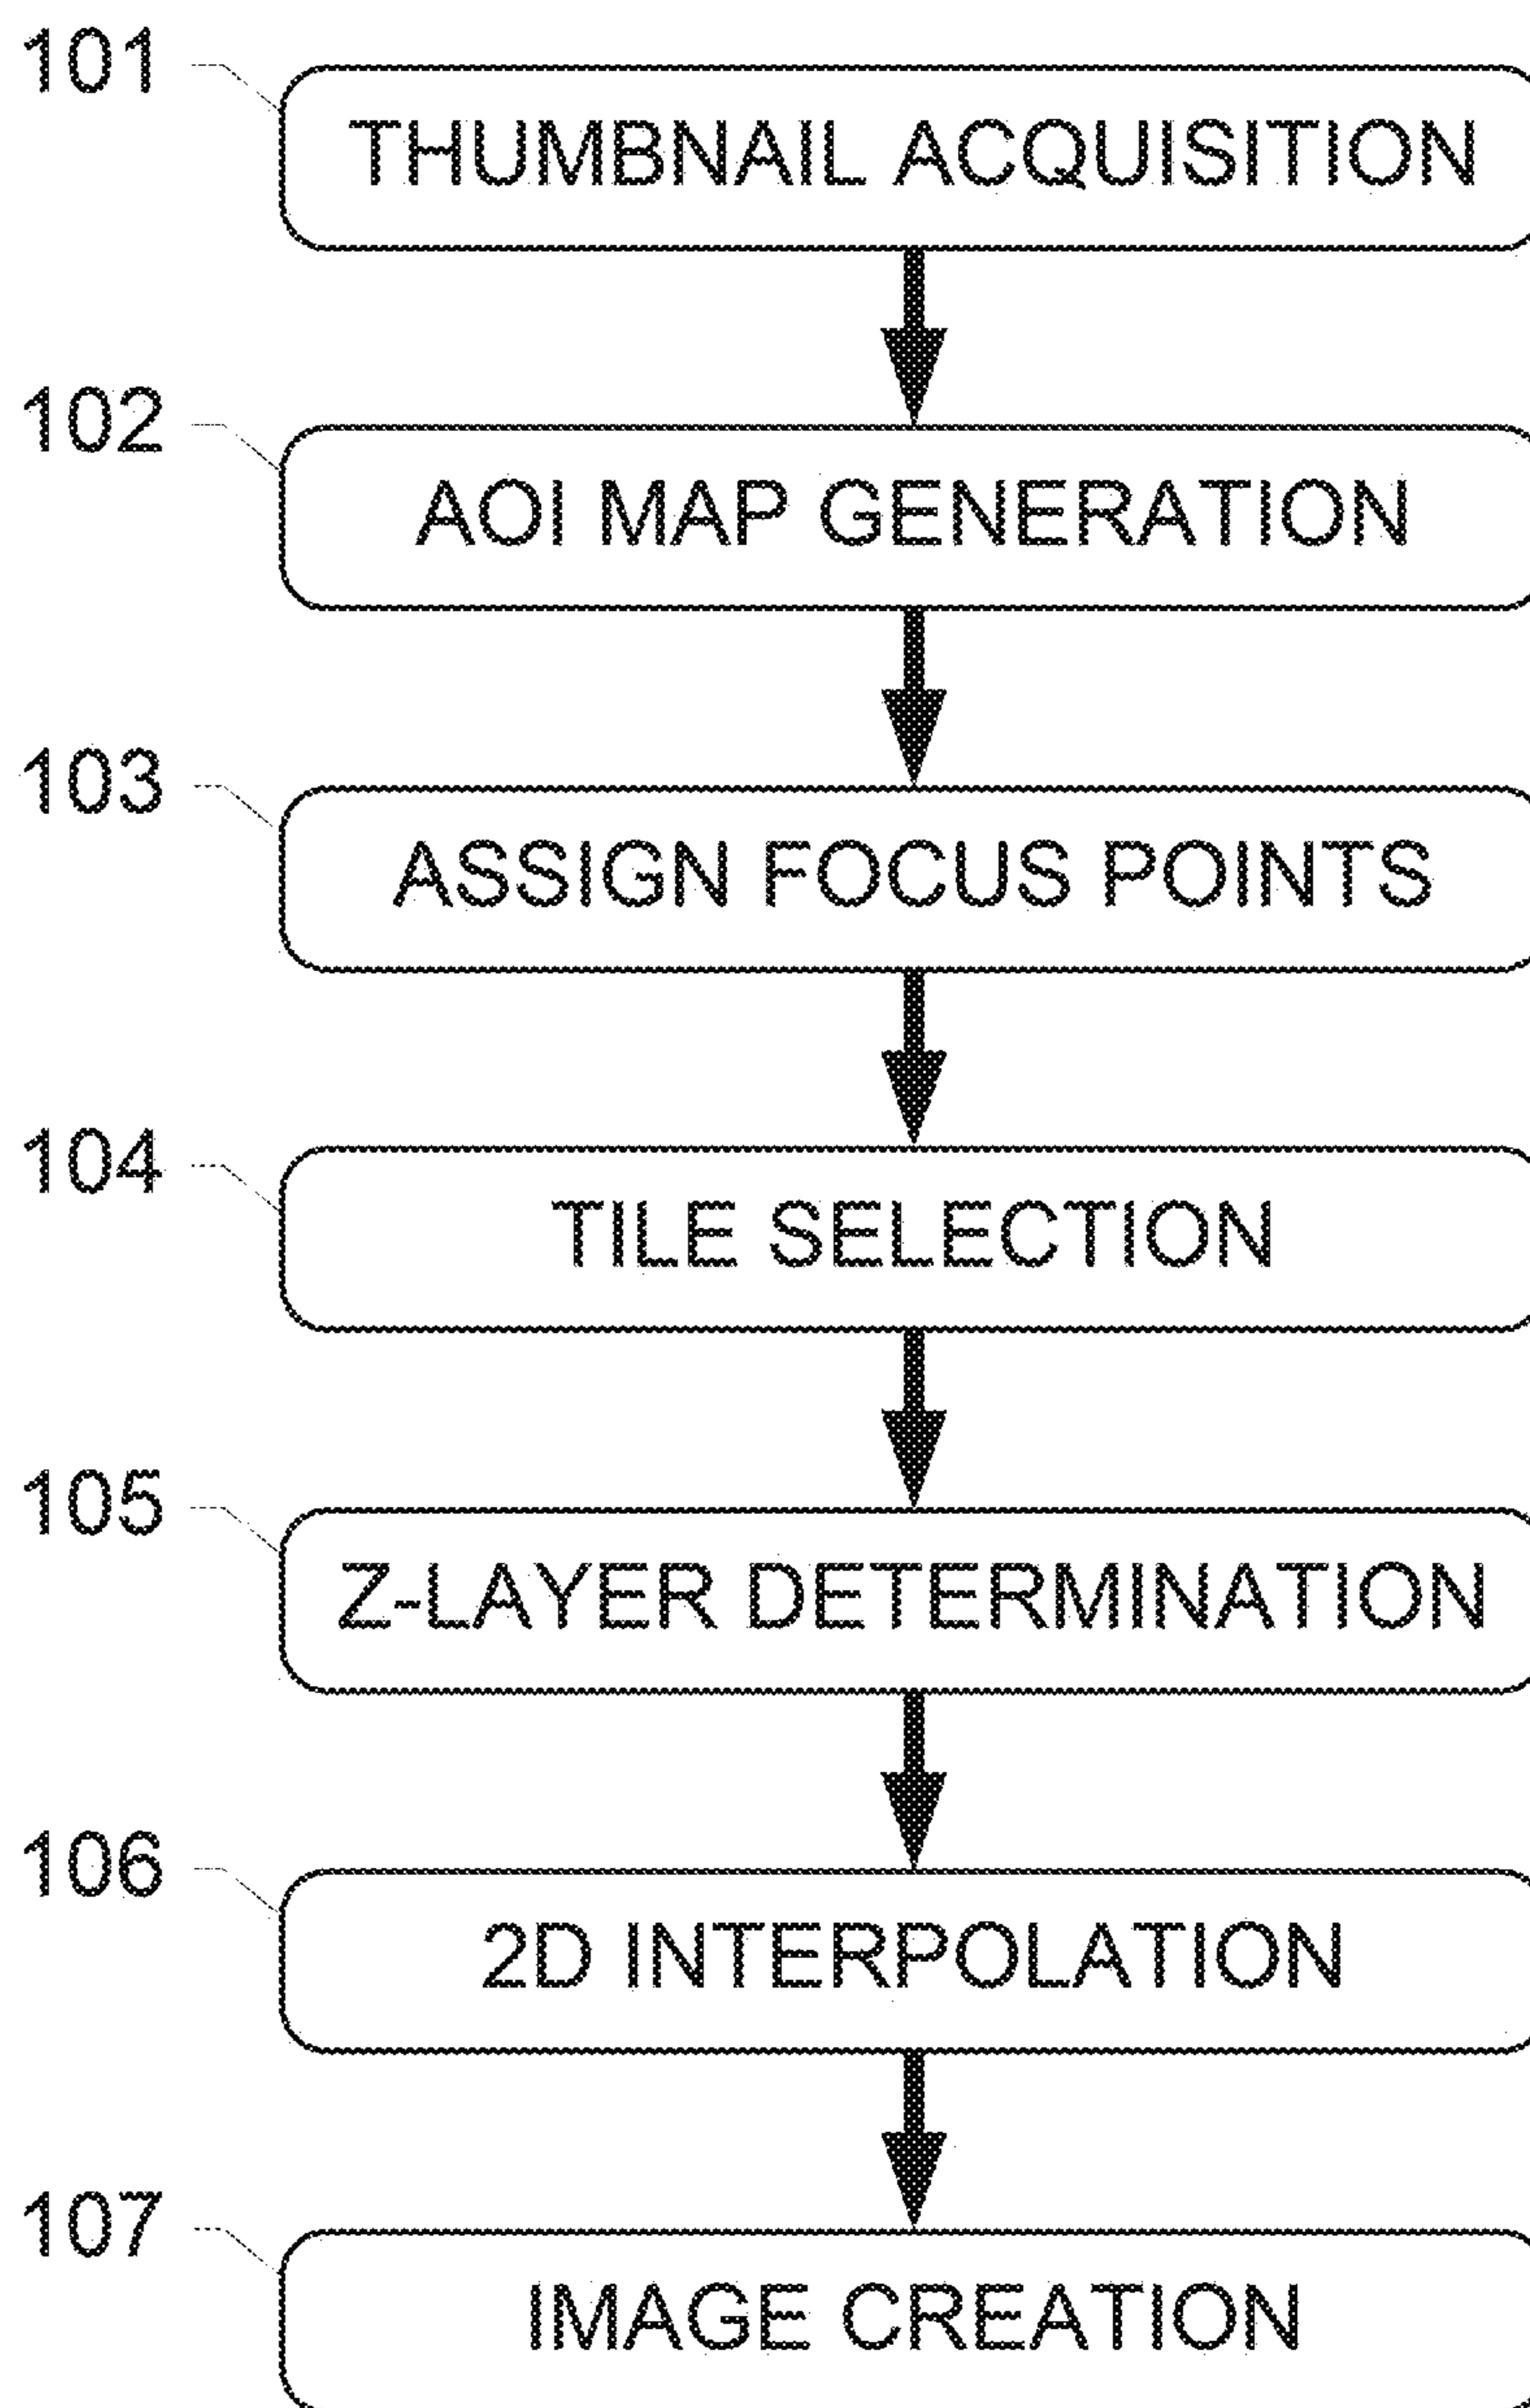 101
THUMBNAIL ACQUISITION
102
AOI MAP GENERATION
103
ASSIGN FOCUS POINTS
104
TILE SELECTION
105
Z-LAYER DETERMINATION
106
2D INTERPOLATION
107
IMAGE CREATION